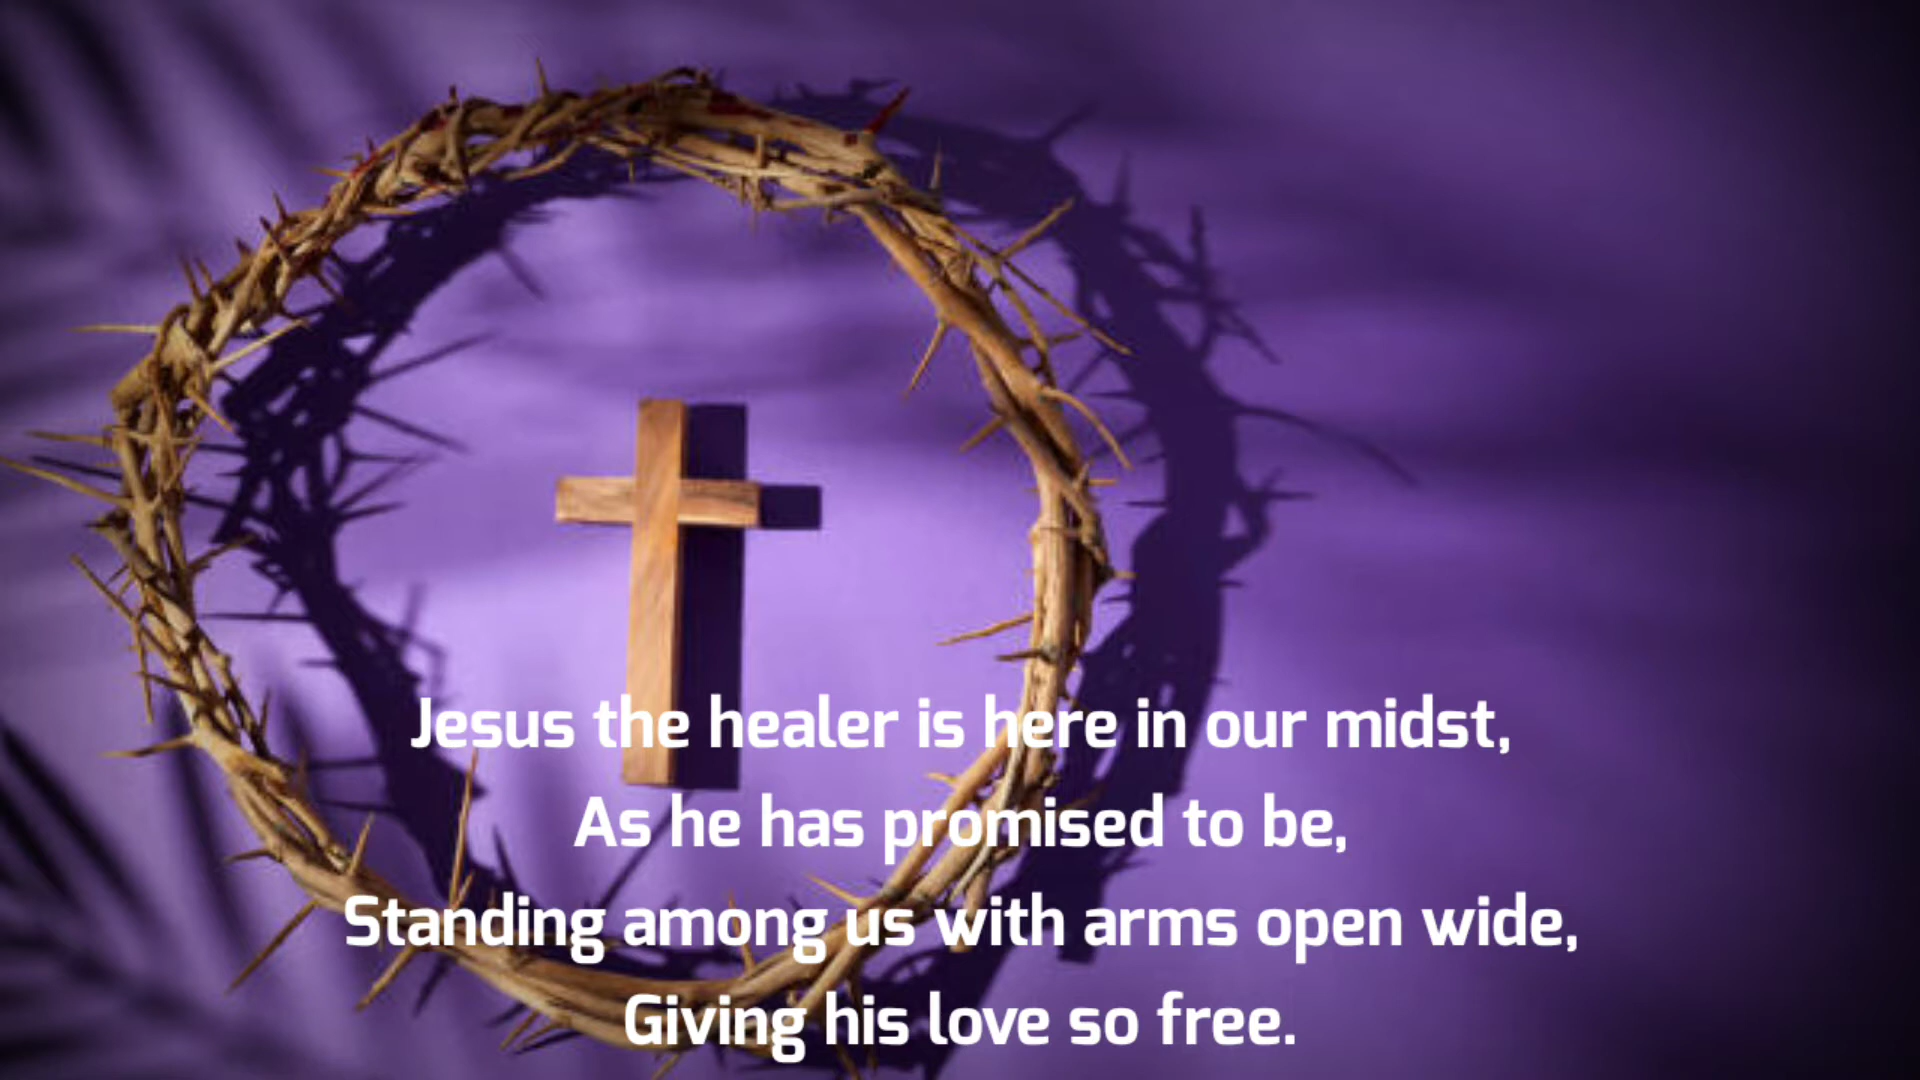 Jesus the healer is here in our midst,
As he has promised to be,
Standing among us with arms open wide,
Giving his love so free.